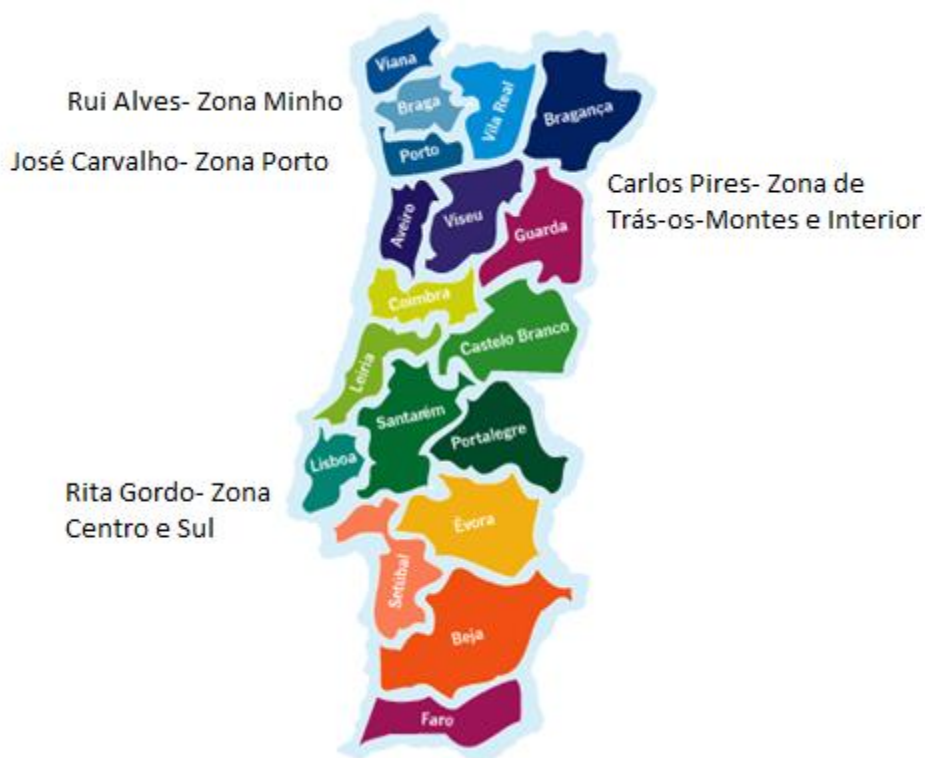 Viana
Rui Alves- Zona Minho
Braga
Vila Real
Bragança
José Carvalho- Zona Porto
Porto
Carlos Pires- Zona de
Trás-os-Montes e Interior
Aveiro
Viseu
Guarda
Coimbra
Castelo Branco
Leiria
Santarém
Portalegre
Lisboa
Rita Gordo- Zona
Centro e Sul
Évora
Setúbal
Beja
Faro